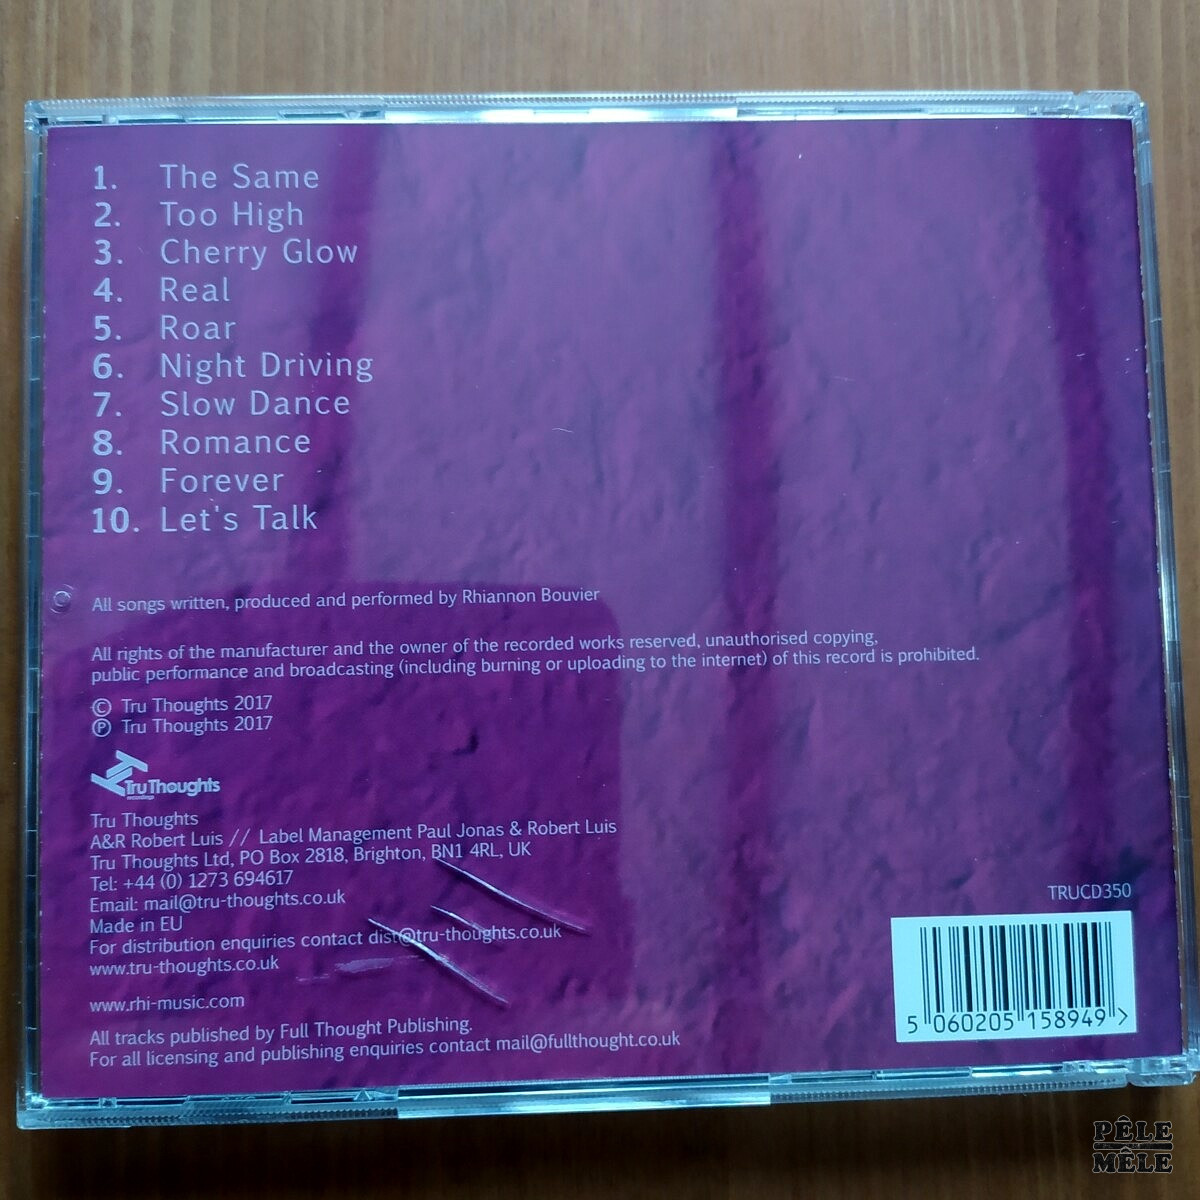 1. The Same
2. Too High
3. Cherry Glow
4. Real
5. Roar
6. Night Driving
7. Slow Dance
8. Romance
9. Forever
10. Let's Talk
All songs written, produced and performed by Rhiannon Bouvier
All rights of the manufacturer and the owner of the recorded works reserved, unauthorised copying,
public performance and broadcasting (including burning or uploading to the internet) of this record is prohibited.
© Tru Thoughts 2017
℗ Tru Thoughts 2017
Tru Thoughts
recordings
Tru Thoughts
A&R Robert Luis // Label Management Paul Jonas & Robert Luis
Tru Thoughts Ltd, PO Box 2818, Brighton, BN1 4RL, UK
Tel: +44 (0) 1273 694617
Email: mail@tru-thoughts.co.uk
Made in EU
For distribution enquiries contact dist@tru-thoughts.co.uk
www.tru-thoughts.co.uk
www.rhi-music.com
All tracks published by Full Thought Publishing.
For all licensing and publishing enquiries contact mail@fullthought.co.uk
TRUCD350
5 060205 158949 >
PÊLE
MÊLE